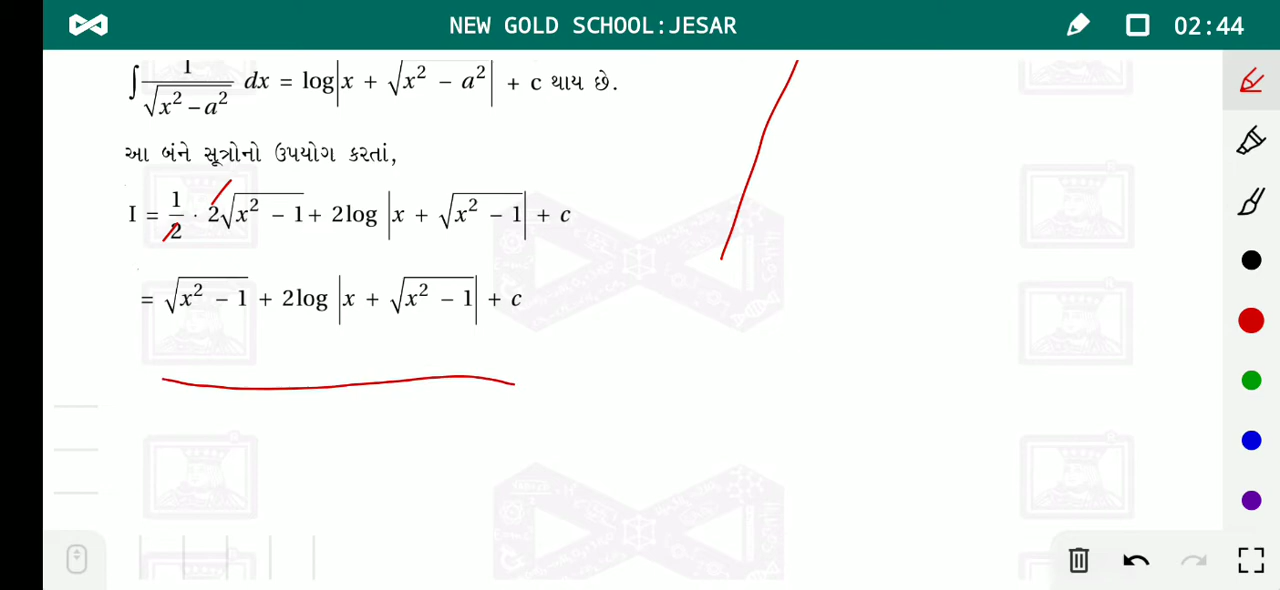 NEW GOLD SCHOOL:JESAR 02:44
∫ 1/√(x² − a²) dx = log|x + √(x² − a²)| + c થાય છે.
આ બંને સૂત્રોનો ઉપયોગ કરતાં,
I = 1/2 · 2√(x² − 1) + 2log |x + √(x² − 1)| + c
= √(x² − 1) + 2log |x + √(x² − 1)| + c